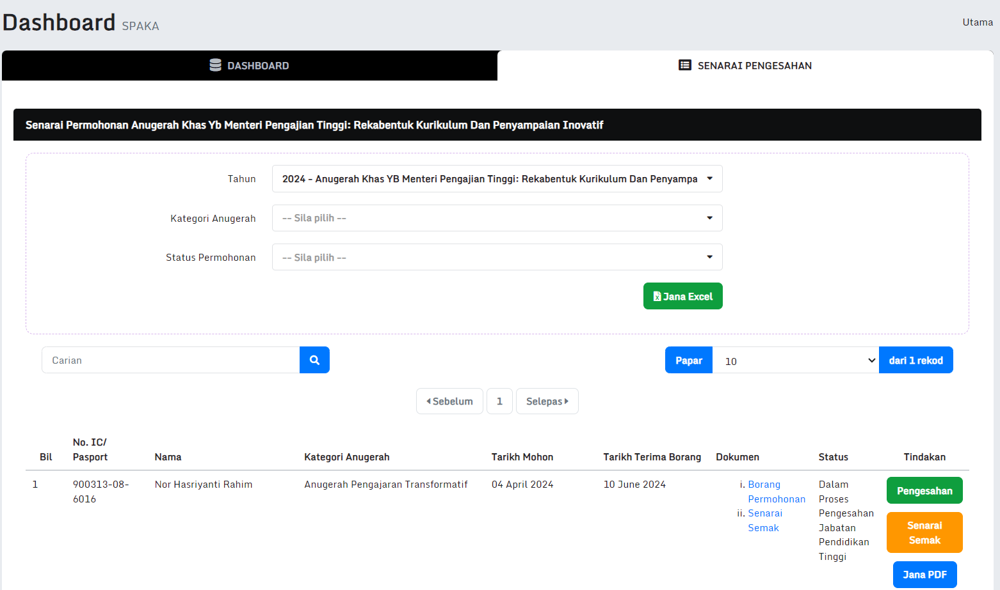 Dashboard SPAKA
Utama
DASHBOARD
SENARAI PENGESAHAN
Senarai Permohonan Anugerah Khas Yb Menteri Pengajian Tinggi: Rekabentuk Kurikulum Dan Penyampaian Inovatif
Tahun
2024 - Anugerah Khas YB Menteri Pengajian Tinggi: Rekabentuk Kurikulum Dan Penyampa
Kategori Anugerah
-- Sila pilih --
Status Permohonan
-- Sila pilih --
Jana Excel
Carian
Papar
10
dari 1 rekod
Sebelum
1
Selepas
Bil
No. IC/
Pasport
Nama
Kategori Anugerah
Tarikh Mohon
Tarikh Terima Borang
Dokumen
Status
Tindakan
1
900313-08-
6016
Nor Hasriyanti Rahim
Anugerah Pengajaran Transformatif
04 April 2024
10 June 2024
i. Borang
Permohonan
ii. Senarai
Semak
Dalam
Proses
Pengesahan
Jabatan
Pendidikan
Tinggi
Pengesahan
Senarai
Semak
Jana PDF